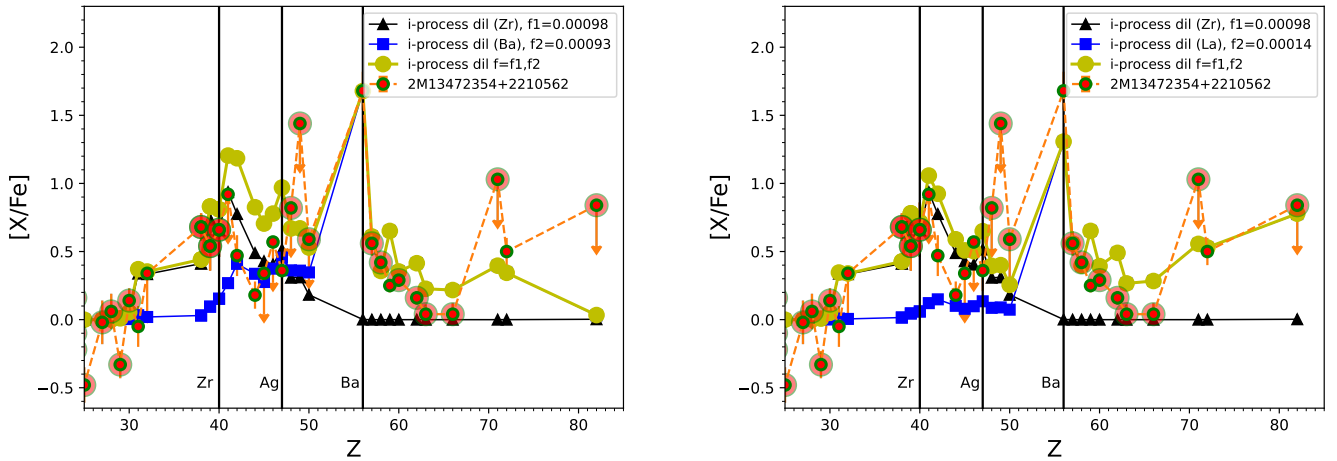 i-process dil (Zr), f1=0.00098
i-process dil (Ba), f2=0.00093
i-process dil f=f1,f2
2M13472354+2210562
2.0
1.5
1.0
0.5
0.0
−0.5
[X/Fe]
Zr
Ag
Ba
30 40 50 60 70 80
Z
i-process dil (Zr), f1=0.00098
i-process dil (La), f2=0.00014
i-process dil f=f1,f2
2M13472354+2210562
2.0
1.5
1.0
0.5
0.0
−0.5
[X/Fe]
Zr
Ag
Ba
30 40 50 60 70 80
Z